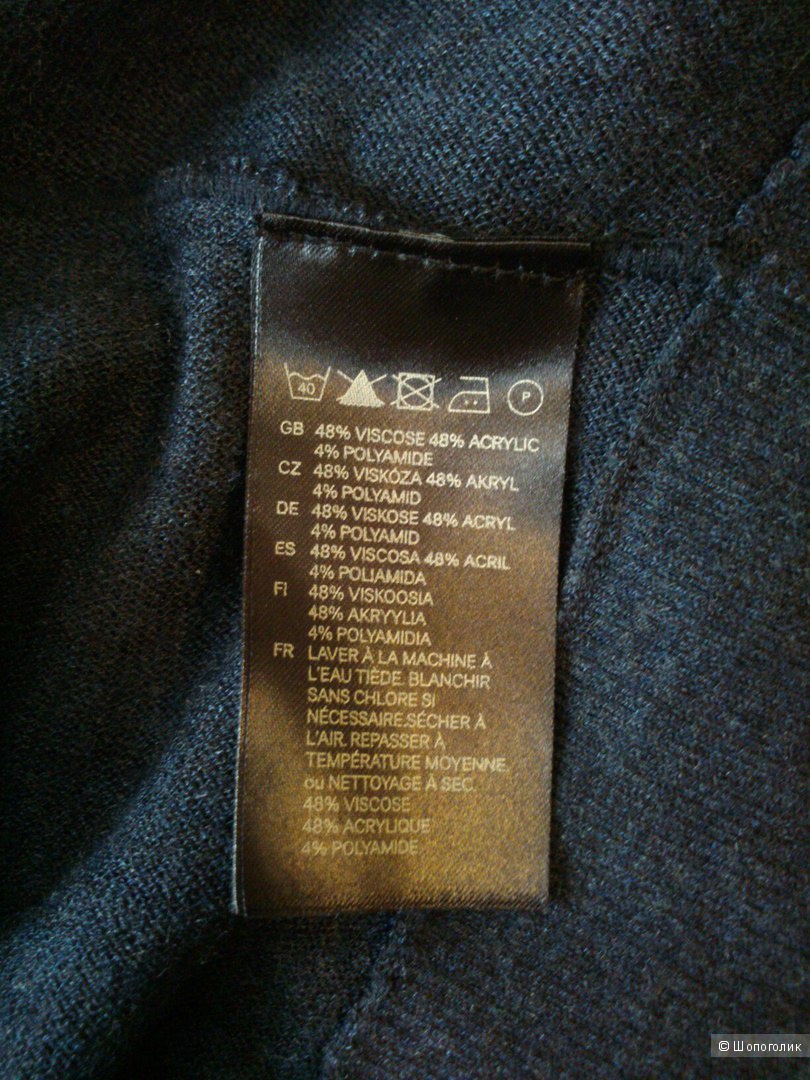 40 P
GB 48% VISCOSE 48% ACRYLIC
4% POLYAMIDE
CZ 48% VISKÓZA 48% AKRYL
4% POLYAMID
DE 48% VISKOSE 48% ACRYL
4% POLYAMID
ES 48% VISCOSA 48% ACRIL
4% POLIAMIDA
FI 48% VISKOOSIA
48% AKRYYLIA
4% POLYAMIDIA
FR LAVER À LA MACHINE À
L'EAU TIÈDE. BLANCHIR
SANS CHLORE SI
NÉCESSAIRE.SÉCHER À
L'AIR. REPASSER À
TEMPÉRATURE MOYENNE.
ou NETTOYAGE À SEC.
48% VISCOSE
48% ACRYLIQUE
4% POLYAMIDE
© Шопоголик